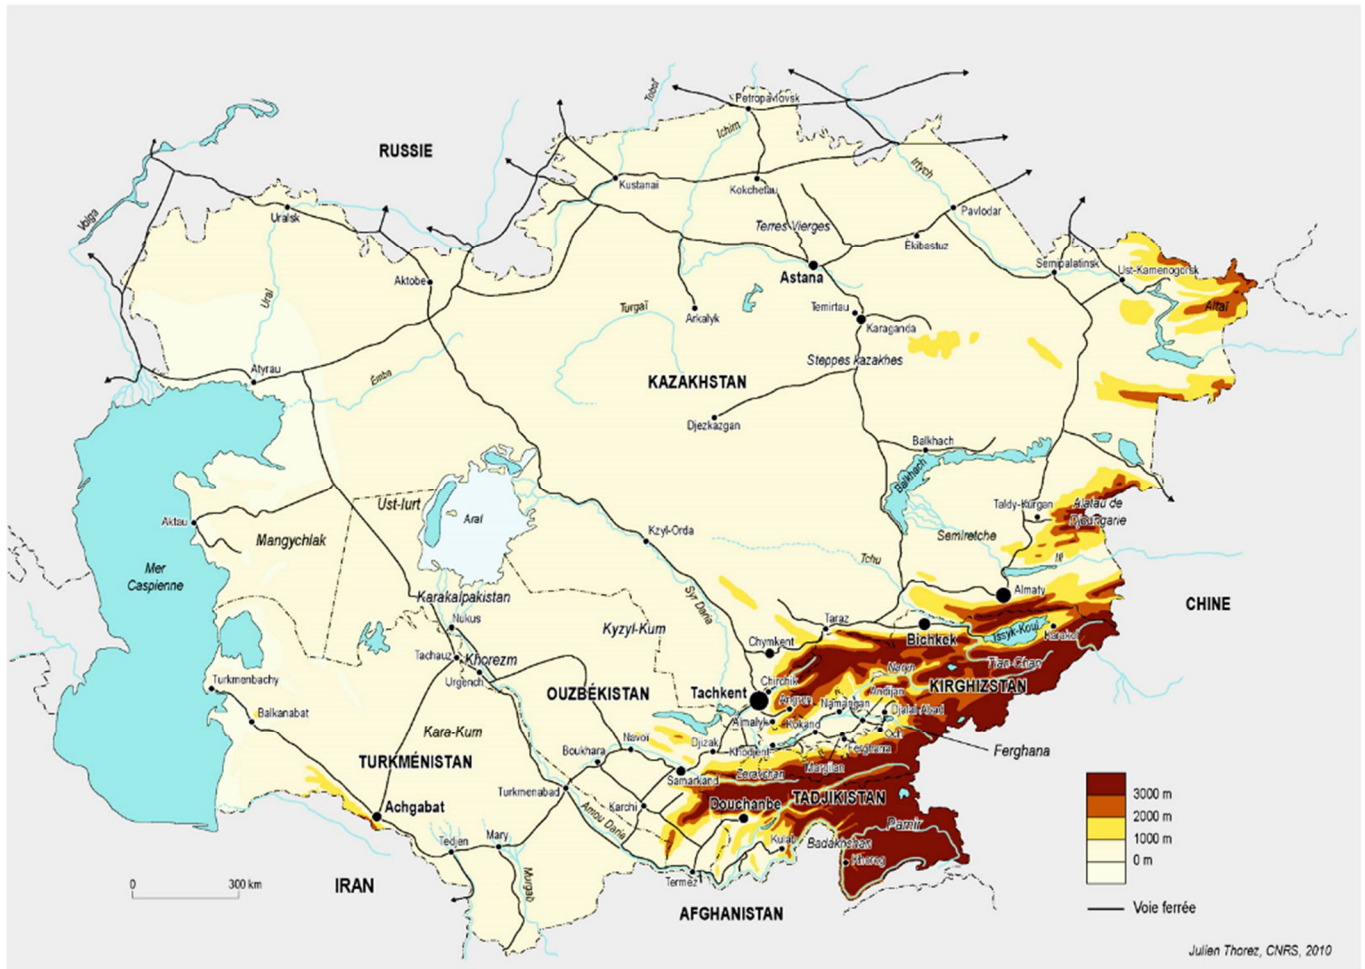 Petropavlovsk
Tobol
Ichim
RUSSIE
Irtych
Kustanai
Kokchetau
Volga
Uralsk
Pavlodar
Terres Vierges
Ékibastuz
Astana
Semipalatinsk
Ust-Kamenogorsk
Aktobe
Oural
Turgaï
Arkalyk
Temirtau
Karaganda
Altaï
Steppes kazakhes
Atyrau
Emba
KAZAKHSTAN
Djezkazgan
Balkhach
Balkhach
Ust-Iurt
Taldy-Kurgan
Alatau de
Djoungarie
Aral
Aktau
Mangychlak
Kzyl-Orda
Semiretche
Tchu
Ili
Mer
Caspienne
Karakalpakistan
Syr Daria
Almaty
CHINE
Nukus
Kyzyl-Kum
Taraz
Bichkek
Issyk-Koul
Karakol
Chymkent
Tachauz
Khorezm
Urgench
Tian-Chan
Naryn
Turkmenbachy
OUZBÉKISTAN
Tachkent
Chirchik
KIRGHIZSTAN
Angren
Namangan
Andijan
Djalal-Abad
Balkanabat
Almalyk
Kokand
Och
Kara-Kum
Boukhara
Navoï
Djizak
Khodjent
Ferghana
Ferghana
TURKMÉNISTAN
Margilan
Samarkand
Zeravchan
Turkmenabad
Karchi
Douchanbe
TADJIKISTAN
3000 m
2000 m
1000 m
0 m
Achgabat
Amou Daria
Pamir
Tedjen
Mary
Kulab
Badakhchan
Khorog
Murgab
Termez
0
300 km
IRAN
AFGHANISTAN
Voie ferrée
Julien Thorez, CNRS, 2010